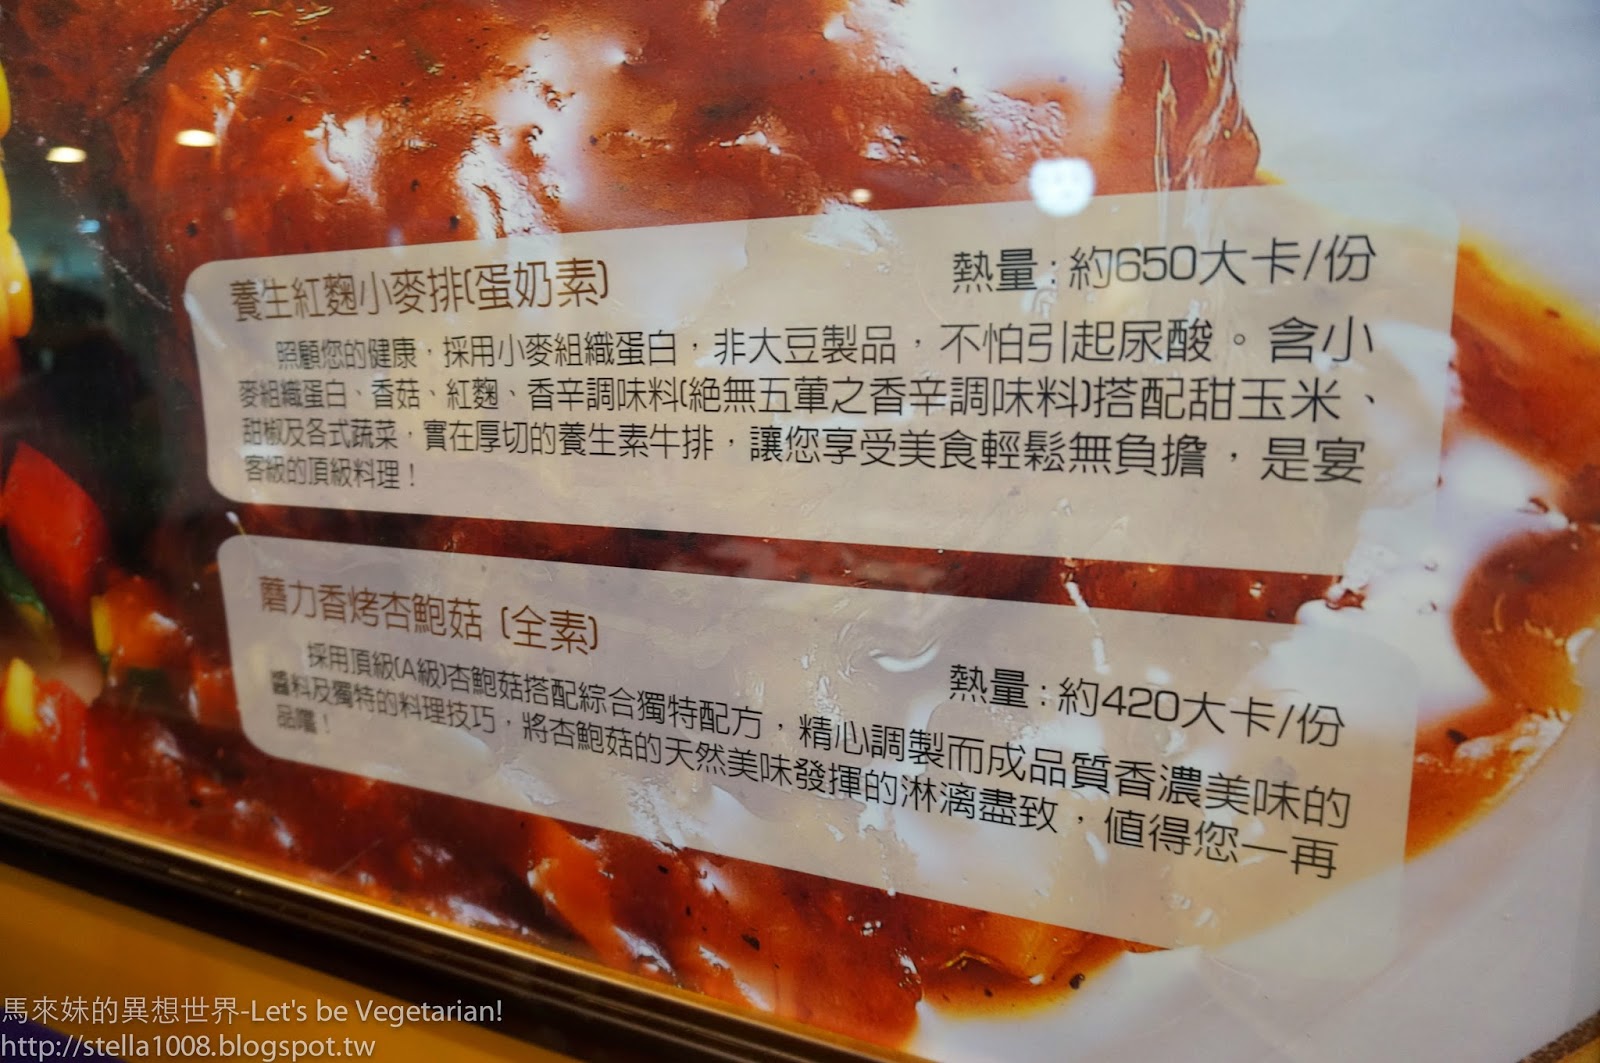 養生紅麴小麥排(蛋奶素)
熱量:約650大卡/份
照顧您的健康,採用小麥組織蛋白,非大豆製品,不怕引起尿酸。含小
麥組織蛋白、香菇、紅麴、香辛調味料(絕無五葷之香辛調味料)搭配甜玉米、
甜椒及各式蔬菜,實在厚切的養生素牛排,讓您享受美食輕鬆無負擔,是宴
客級的頂級料理!
蘑力香烤杏鮑菇 (全素)
熱量:約420大卡/份
採用頂級(A級)杏鮑菇搭配綜合獨特配方,精心調製而成品質香濃美味的
醬料及獨特的料理技巧,將杏鮑菇的天然美味發揮的淋漓盡致,值得您一再
品嚐!
馬來妹的異想世界-Let's be Vegetarian!
http://stella1008.blogspot.tw